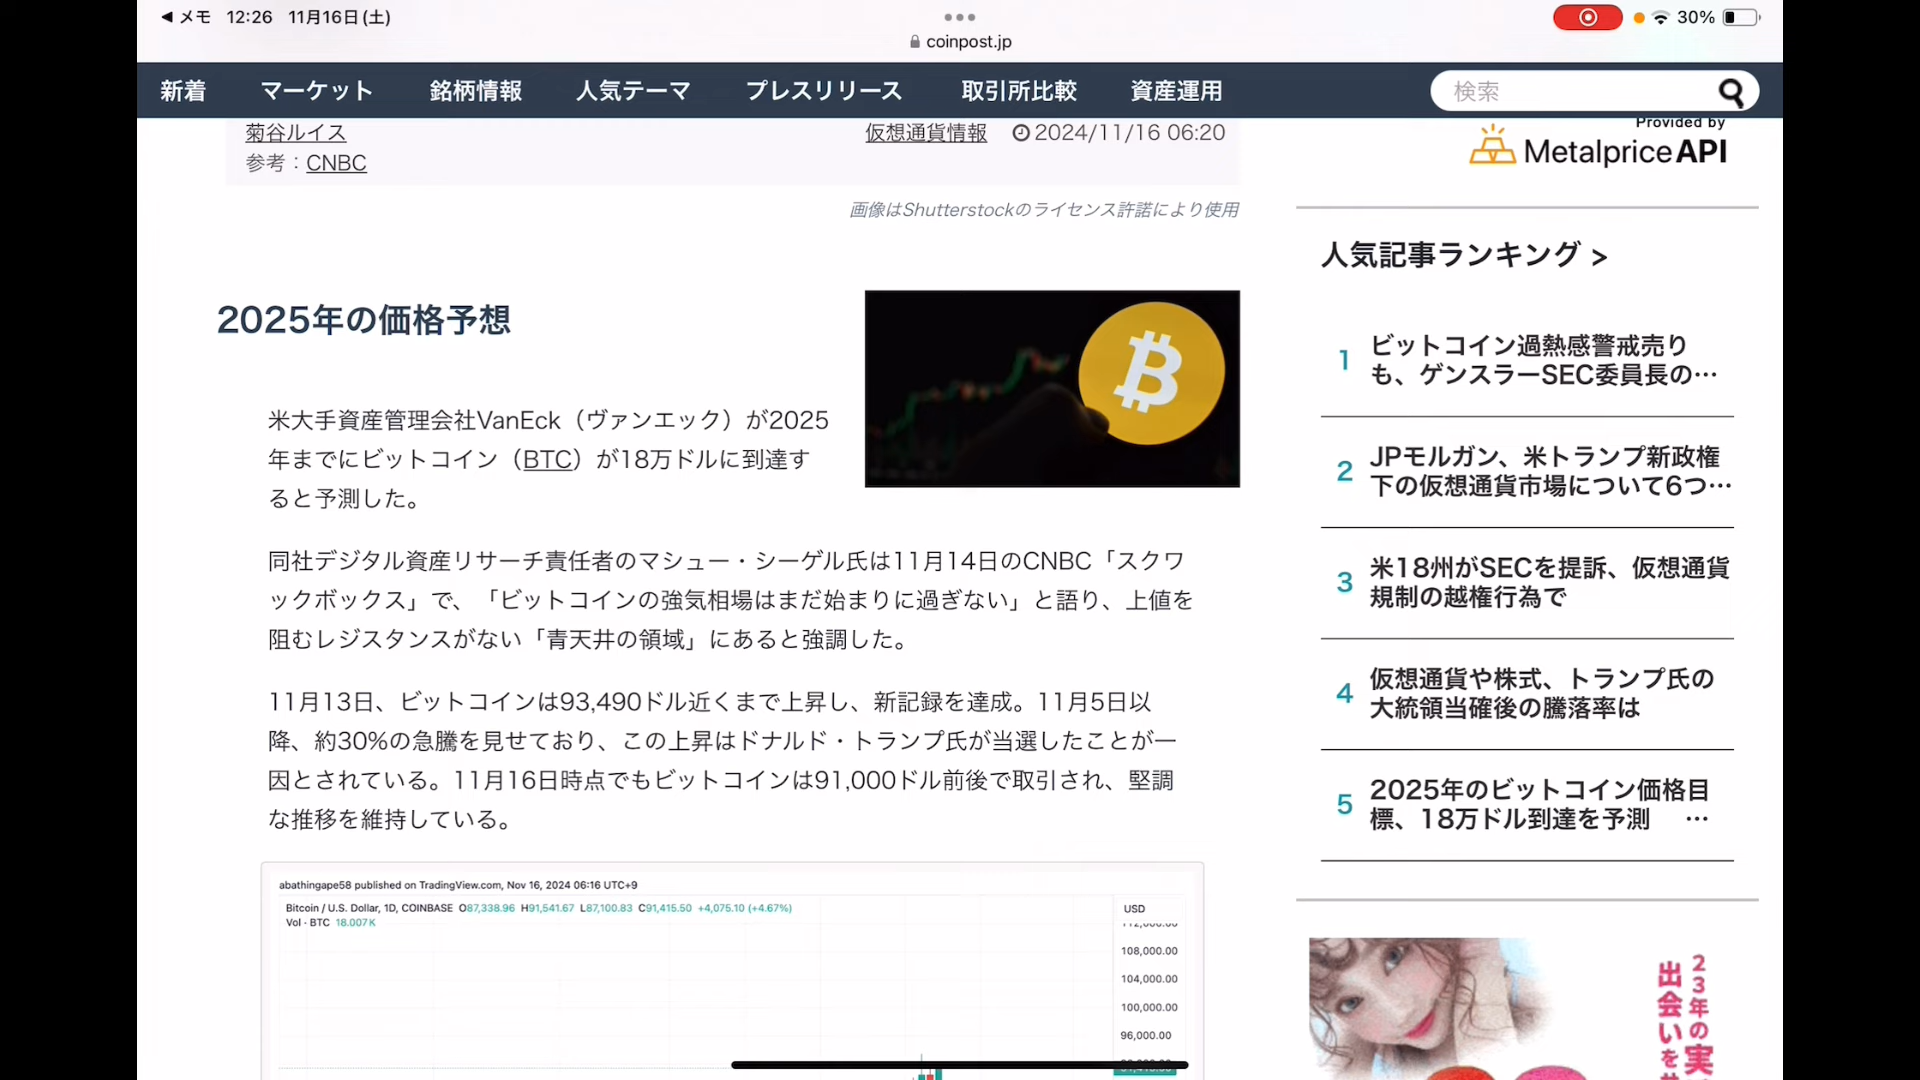 ◀ メモ 12:26 11月16日(土)
30%
coinpost.jp
新着 マーケット 銘柄情報 人気テーマ プレスリリース 取引所比較 資産運用
検索
菊谷ルイス 仮想通貨情報 2024/11/16 06:20
参考：CNBC
画像はShutterstockのライセンス許諾により使用
2025年の価格予想
米大手資産管理会社VanEck（ヴァンエック）が2025
年までにビットコイン（BTC）が18万ドルに到達す
ると予測した。
同社デジタル資産リサーチ責任者のマシュー・シーゲル氏は11月14日のCNBC「スクワ
ックボックス」で、「ビットコインの強気相場はまだ始まりに過ぎない」と語り、上値を
阻むレジスタンスがない「青天井の領域」にあると強調した。
11月13日、ビットコインは93,490ドル近くまで上昇し、新記録を達成。11月5日以
降、約30%の急騰を見せており、この上昇はドナルド・トランプ氏が当選したことが一
因とされている。11月16日時点でもビットコインは91,000ドル前後で取引され、堅調
な推移を維持している。
abathingape58 published on TradingView.com, Nov 16, 2024 06:16 UTC+9
Bitcoin / U.S. Dollar, 1D, COINBASE O87,338.96 H91,541.67 L87,100.83 C91,415.50 +4,075.10 (+4.67%)
Vol · BTC 18.007K
USD
108,000.00
104,000.00
100,000.00
96,000.00
Provided by
MetalpriceAPI
人気記事ランキング >
1 ビットコイン過熱感警戒売り
も、ゲンスラーSEC委員長の…
2 JPモルガン、米トランプ新政権
下の仮想通貨市場について6つ…
3 米18州がSECを提訴、仮想通貨
規制の越権行為で
4 仮想通貨や株式、トランプ氏の
大統領当確後の騰落率は
5 2025年のビットコイン価格目
標、18万ドル到達を予測 …
23年の実
出会いを